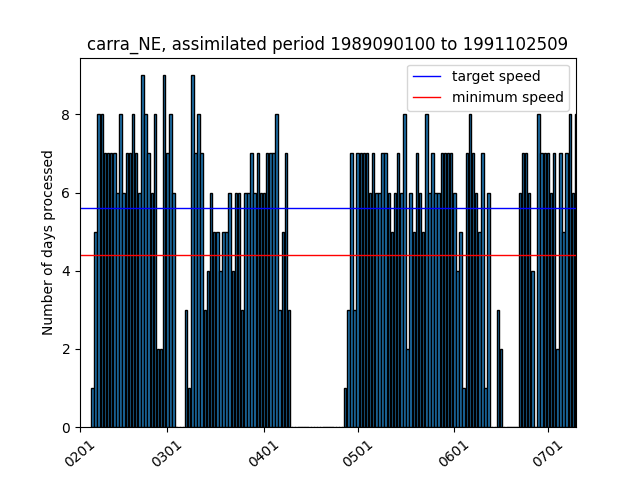 carra_NE, assimilated period 1989090100 to 1991102509
target speed
minimum speed
Number of days processed
8
6
4
2
0
0201
0301
0401
0501
0601
0701